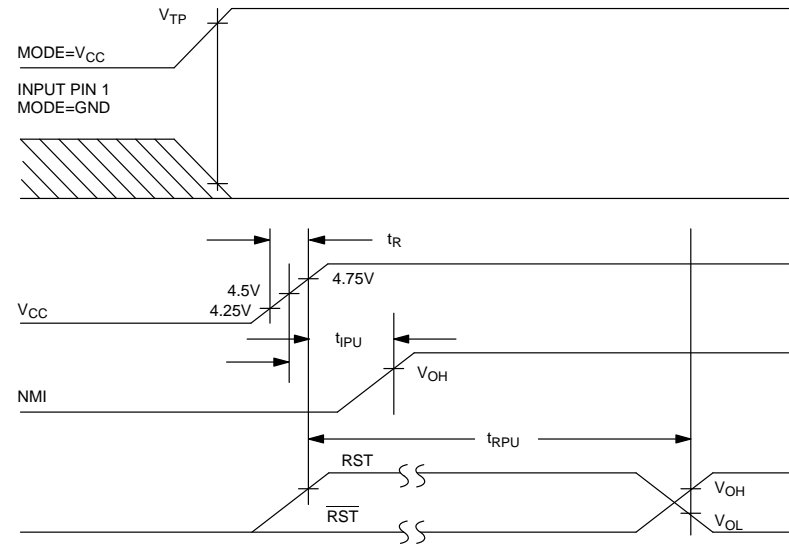 VTP
MODE=VCC
INPUT PIN 1
MODE=GND
tR
4.75V
4.5V
4.25V
VCC
tIPU
VOH
NMI
tRPU
RST
RST
VOH
VOL